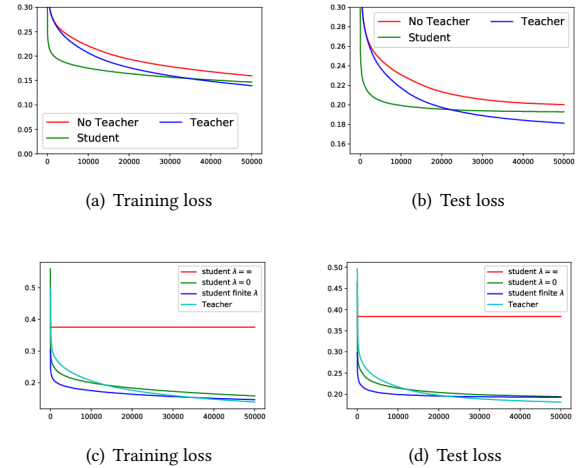 0.30
0.25
0.20
0.15
0.10
0.05
0.00
No Teacher
Student
Teacher
0 10000 20000 30000 40000 50000
(a) Training loss
0.30
0.28
0.26
0.24
0.22
0.20
0.18
0.16
No Teacher
Student
Teacher
0 10000 20000 30000 40000 50000
(b) Test loss
0.5
0.4
0.3
0.2
student λ = ∞
student λ = 0
student finite λ
Teacher
0 10000 20000 30000 40000 50000
(c) Training loss
0.50
0.45
0.40
0.35
0.30
0.25
0.20
student λ = ∞
student λ = 0
student finite λ
Teacher
0 10000 20000 30000 40000 50000
(d) Test loss